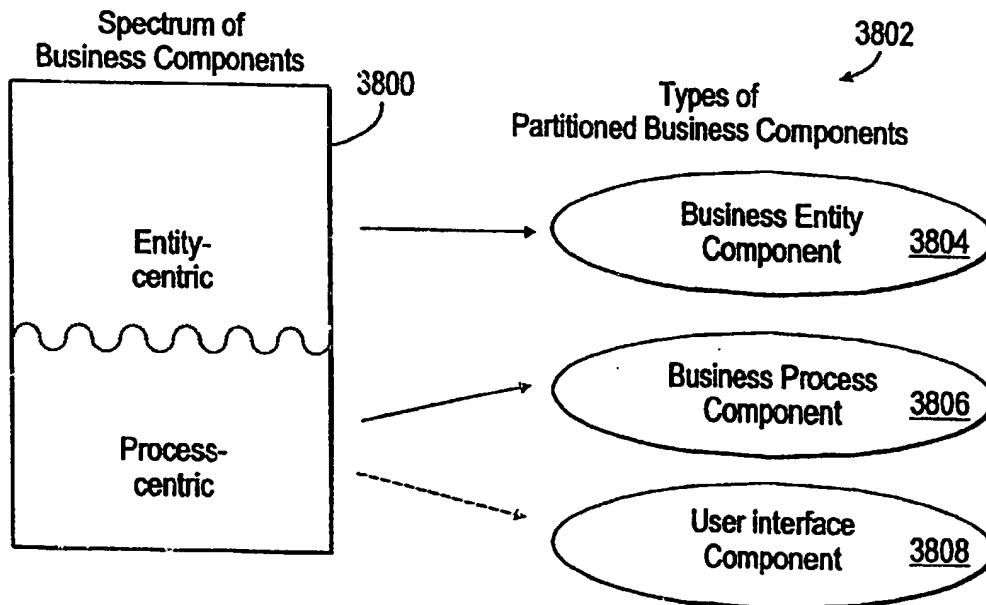 Spectrum of
Business Components
3800
3802
Types of
Partitioned Business Components
Entity-
centric
Process-
centric
Business Entity
Component 3804
Business Process
Component 3806
User interface
Component 3808